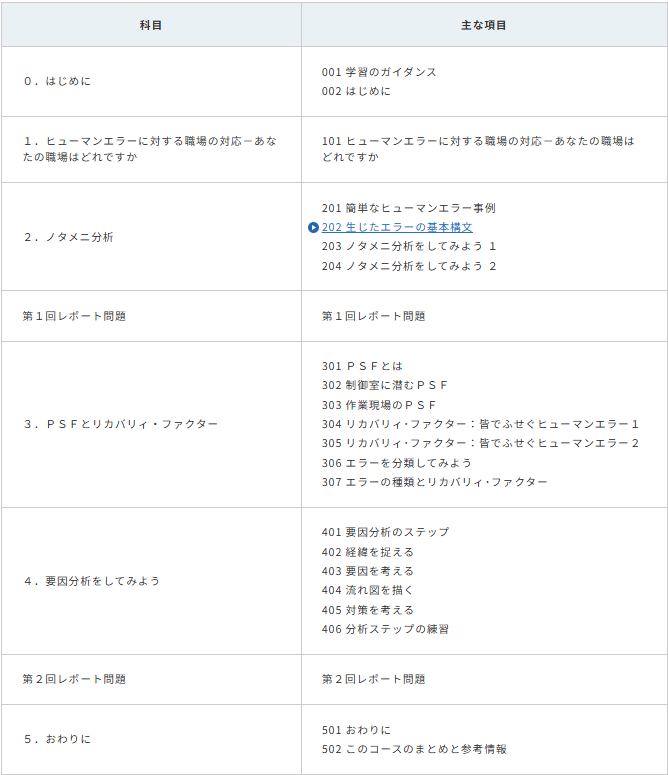 科目
主な項目
０．はじめに
001 学習のガイダンス
002 はじめに
１．ヒューマンエラーに対する職場の対応－あな
たの職場はどれですか
101 ヒューマンエラーに対する職場の対応－あなたの職場は
どれですか
２．ノタメニ分析
201 簡単なヒューマンエラー事例
202 生じたエラーの基本構文
203 ノタメニ分析をしてみよう １
204 ノタメニ分析をしてみよう ２
第１回レポート問題
第１回レポート問題
３．ＰＳＦとリカバリィ・ファクター
301 ＰＳＦとは
302 制御室に潜むＰＳＦ
303 作業現場のＰＳＦ
304 リカバリィ･ファクター：皆でふせぐヒューマンエラー１
305 リカバリィ･ファクター：皆でふせぐヒューマンエラー２
306 エラーを分類してみよう
307 エラーの種類とリカバリィ･ファクター
４．要因分析をしてみよう
401 要因分析のステップ
402 経緯を捉える
403 要因を考える
404 流れ図を描く
405 対策を考える
406 分析ステップの練習
第２回レポート問題
第２回レポート問題
５．おわりに
501 おわりに
502 このコースのまとめと参考情報